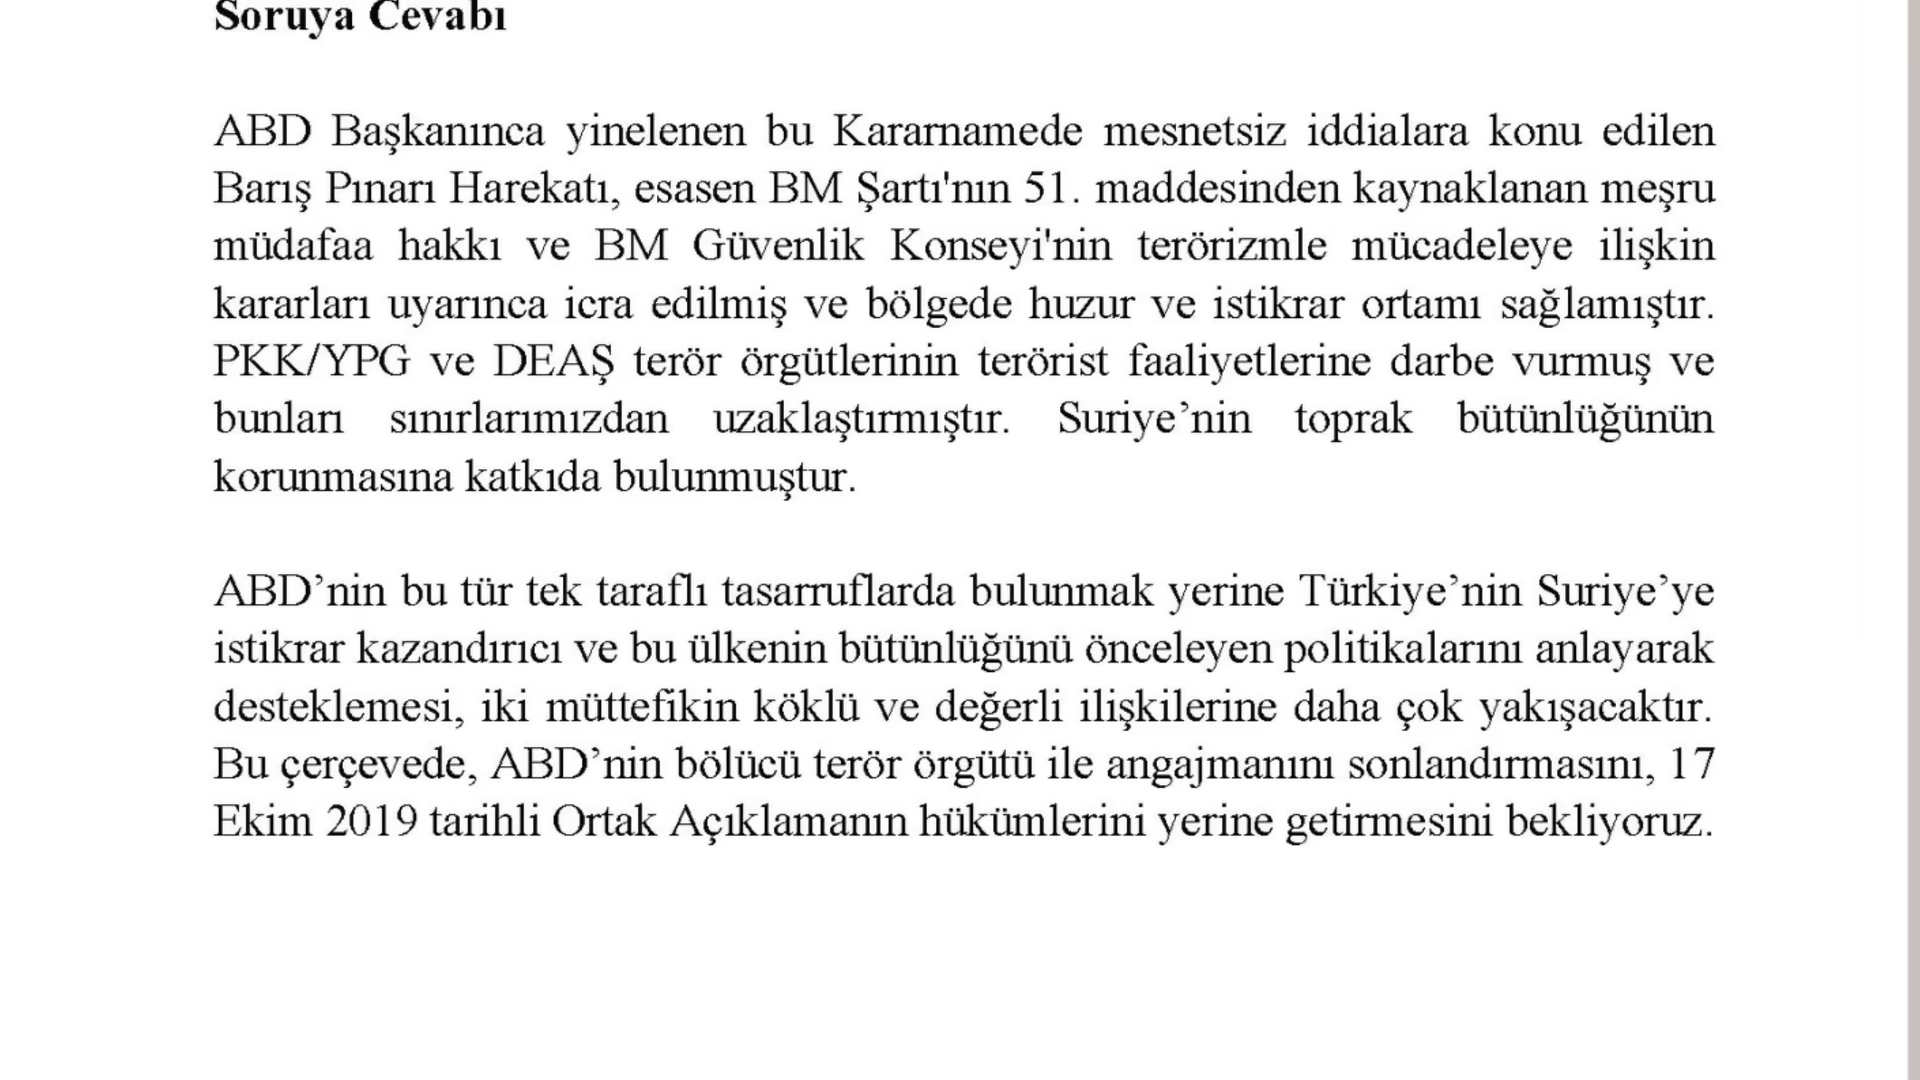 Soruya Cevabı
ABD Başkanınca yinelenen bu Kararnamede mesnetsiz iddialara konu edilen
Barış Pınarı Harekatı, esasen BM Şartı'nın 51. maddesinden kaynaklanan meşru
müdafaa hakkı ve BM Güvenlik Konseyi'nin terörizmle mücadeleye ilişkin
kararları uyarınca icra edilmiş ve bölgede huzur ve istikrar ortamı sağlamıştır.
PKK/YPG ve DEAŞ terör örgütlerinin terörist faaliyetlerine darbe vurmuş ve
bunları sınırlarımızdan uzaklaştırmıştır. Suriye’nin toprak bütünlüğünün
korunmasına katkıda bulunmuştur.
ABD’nin bu tür tek taraflı tasarruflarda bulunmak yerine Türkiye’nin Suriye’ye
istikrar kazandırıcı ve bu ülkenin bütünlüğünü önceleyen politikalarını anlayarak
desteklemesi, iki müttefikin köklü ve değerli ilişkilerine daha çok yakışacaktır.
Bu çerçevede, ABD’nin bölücü terör örgütü ile angajmanını sonlandırmasını, 17
Ekim 2019 tarihli Ortak Açıklamanın hükümlerini yerine getirmesini bekliyoruz.